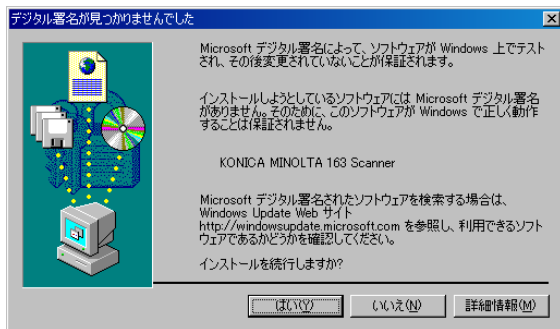 デジタル署名が見つかりませんでした
Microsoft デジタル署名によって、ソフトウェアが Windows 上でテスト
され、その後変更されていないことが保証されます。
インストールしようとしているソフトウェアには Microsoft デジタル署名
がありません。そのために、このソフトウェアが Windows で正しく動作
することは保証されません。
KONICA MINOLTA 163 Scanner
Microsoft デジタル署名されたソフトウェアを検索する場合は、
Windows Update Web サイト
http://windowsupdate.microsoft.com を参照し、利用できるソフト
ウェアであるかどうかを確認してください。
インストールを続行しますか?
はい(Y) いいえ(N) 詳細情報(M)